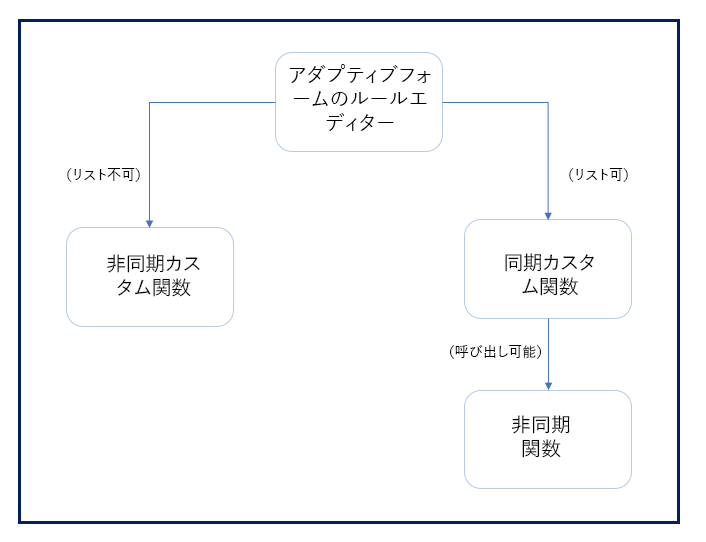 アダプティブフォ
ームのルールエ
ディター
(リスト不可)
(リスト可)
非同期カス
タム関数
同期カスタ
ム関数
(呼び出し可能)
非同期
関数